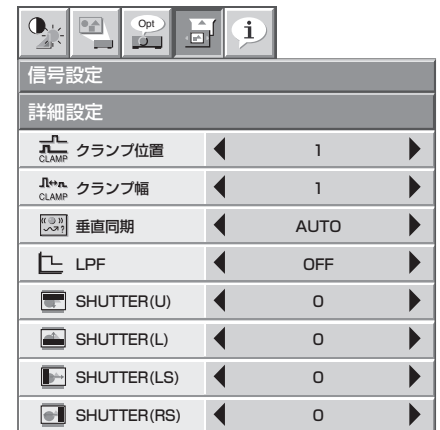 Opt
i
信号設定
詳細設定
CLAMP クランプ位置 1
CLAMP クランプ幅 1
垂直同期 AUTO
LPF OFF
SHUTTER(U) 0
SHUTTER(L) 0
SHUTTER(LS) 0
SHUTTER(RS) 0